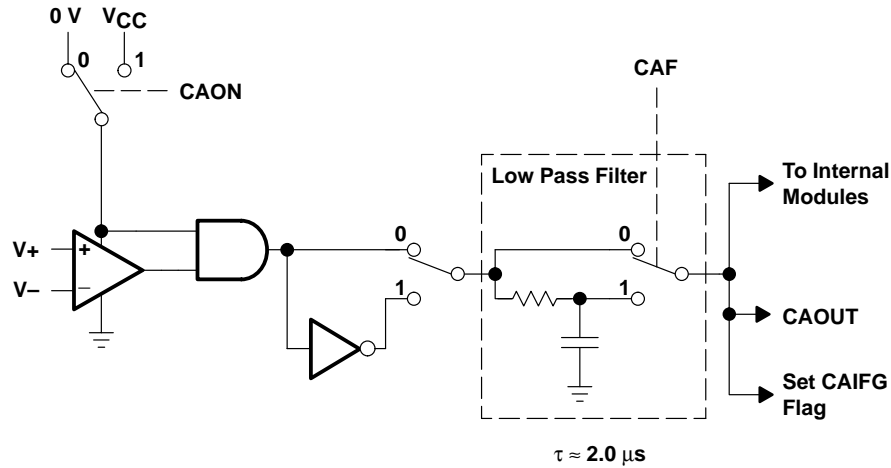 0 V
VCC
0
1
CAON
CAF
Low Pass Filter
To Internal
Modules
V+
+
V−
−
0
1
0
1
CAOUT
Set CAIFG
Flag
τ ≈ 2.0 μs